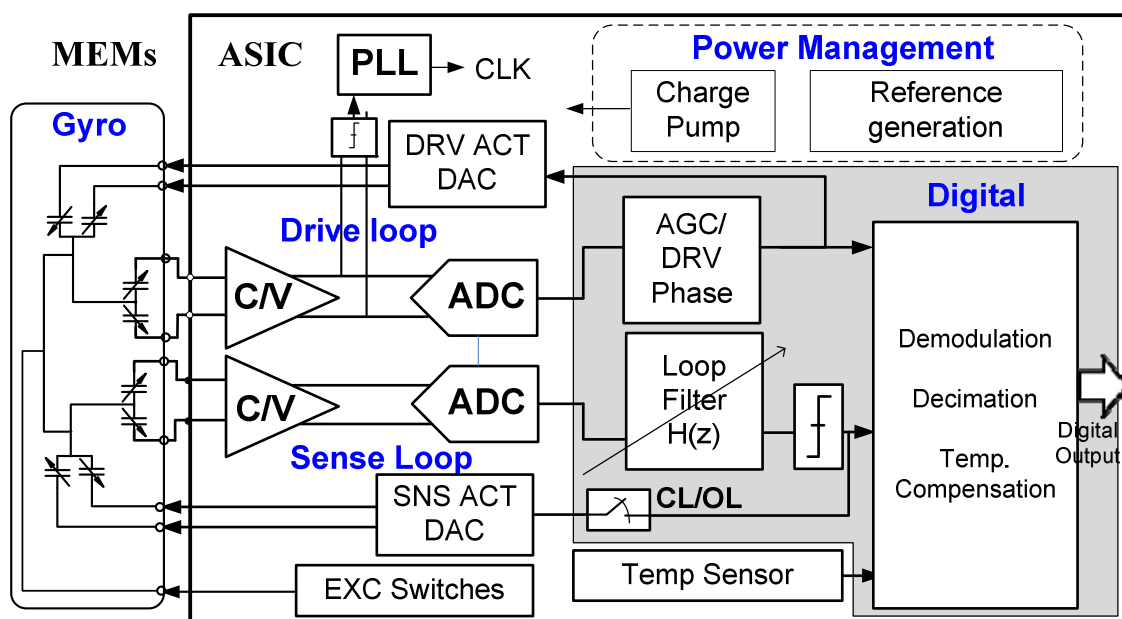 MEMs
ASIC
PLL
CLK
Power Management
Charge
Pump
Reference
generation
Gyro
DRV ACT
DAC
Digital
Drive loop
AGC/
DRV
Phase
C/V
ADC
Demodulation
Decimation
Temp.
Compensation
Loop
Filter
H(z)
C/V
ADC
Digital
Output
Sense Loop
SNS ACT
DAC
CL/OL
EXC Switches
Temp Sensor